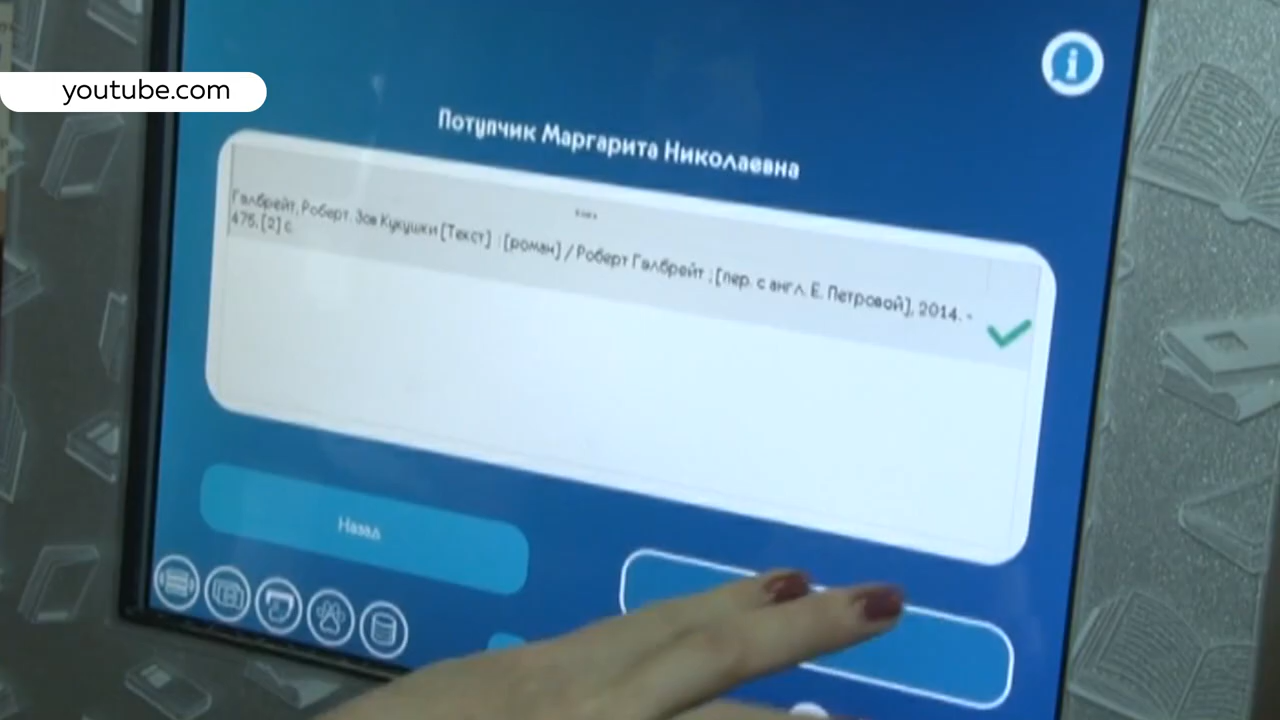 youtube.com
Потупчик Маргарита Николаевна
Книга
Гэлбрейт, Роберт. Зов Кукушки [Текст] : [роман] / Роберт Гэлбрейт ; [пер. с англ. Е. Петровой], 2014. -
475, [2] с.
Назад